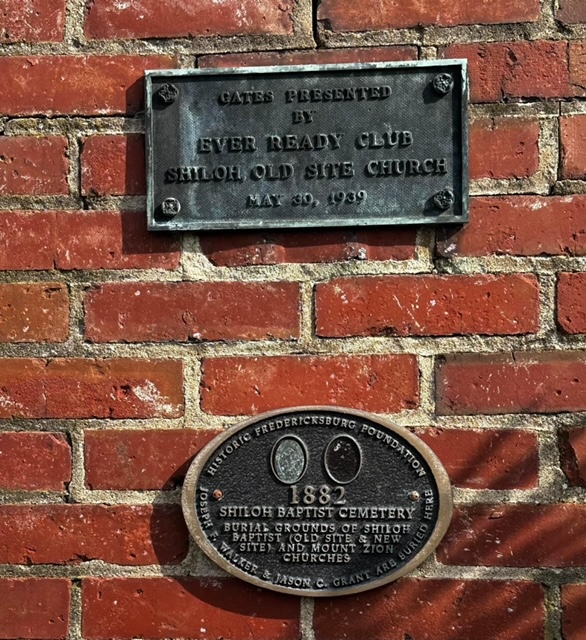 GATES PRESENTED
BY
EVER READY CLUB
SHILOH, OLD SITE CHURCH
MAY 30, 1939
HISTORIC FREDERICKSBURG FOUNDATION
1882
SHILOH BAPTIST CEMETERY
BURIAL GROUNDS OF SHILOH
BAPTIST (OLD SITE & NEW
SITE) AND MOUNT ZION
CHURCHES
JOSEPH F. WALKER & JASON C. GRANT ARE BURIED HERE